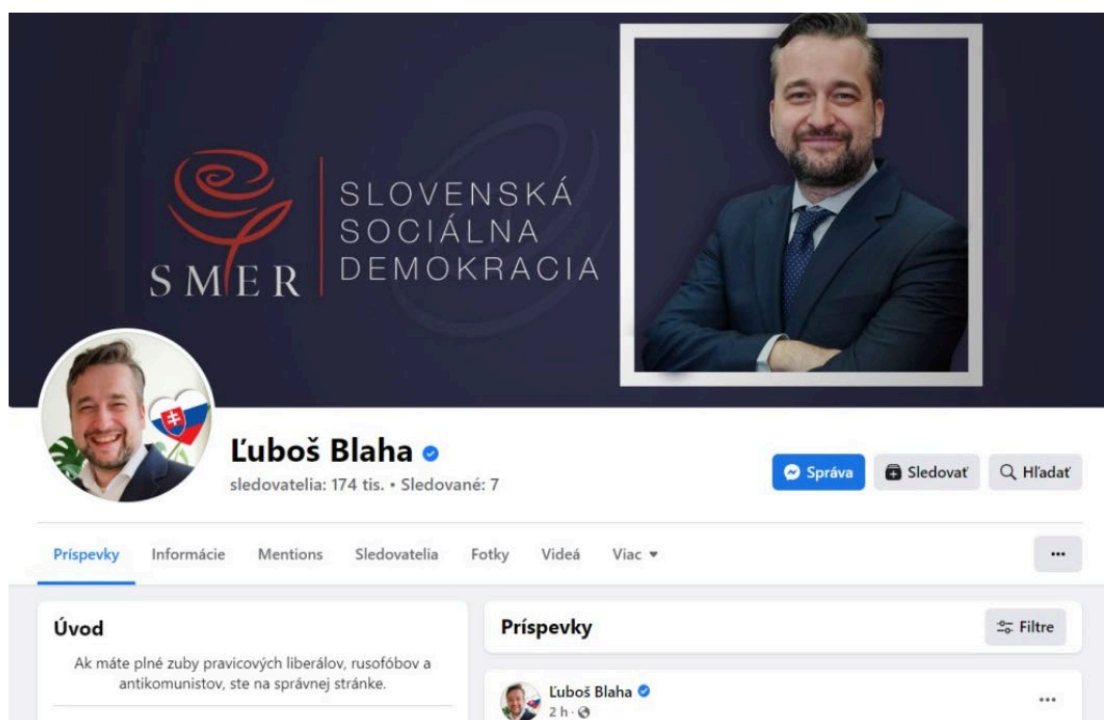 SMER
SLOVENSKÁ
SOCIÁLNA
DEMOKRACIA
Ľuboš Blaha
sledovatelia: 174 tis. • Sledované: 7
Správa
Sledovať
Hľadať
Príspevky
Informácie
Mentions
Sledovatelia
Fotky
Videá
Viac
Úvod
Ak máte plné zuby pravicových liberálov, rusofóbov a
antikomunistov, ste na správnej stránke.
Príspevky
Filtre
Ľuboš Blaha
2 h ·